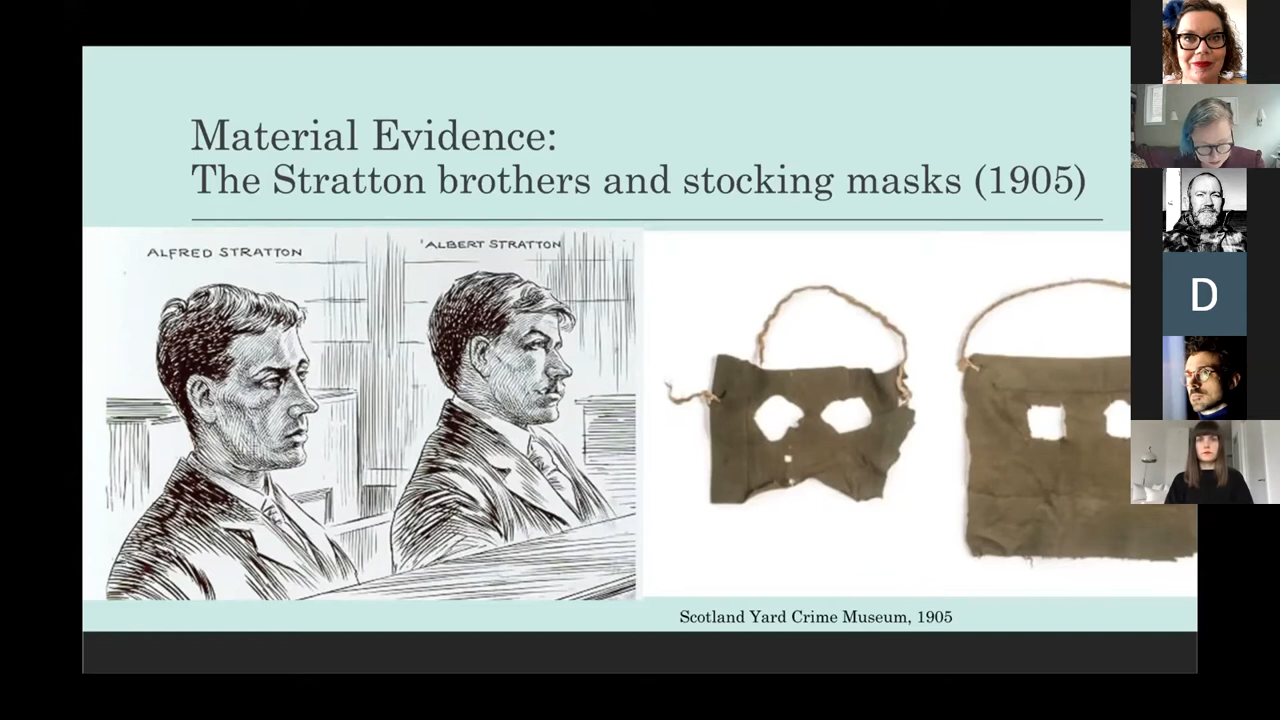 Material Evidence:
The Stratton brothers and stocking masks (1905)
ALFRED STRATTON
'ALBERT STRATTON
D
Scotland Yard Crime Museum, 1905